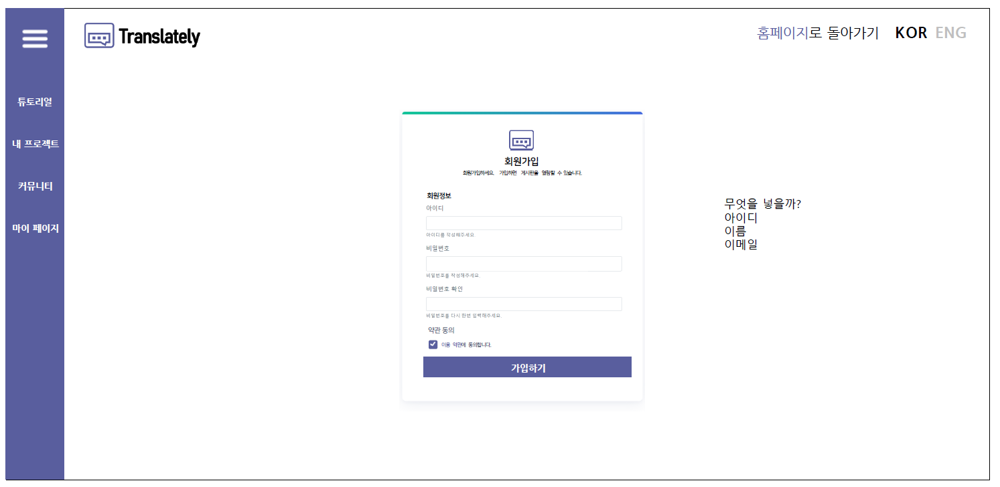 Translately
홈페이지로 돌아가기 KOR ENG
튜토리얼
내 프로젝트
커뮤니티
마이 페이지
회원가입
회원가입하세요. 가입하면 게시판을 열람할 수 있습니다.
회원정보
아이디
아이디를 작성해주세요.
비밀번호
비밀번호를 작성해주세요.
비밀번호 확인
비밀번호를 다시 한번 입력해주세요.
약관 동의
이용 약관에 동의합니다.
가입하기
무엇을 넣을까?
아이디
이름
이메일